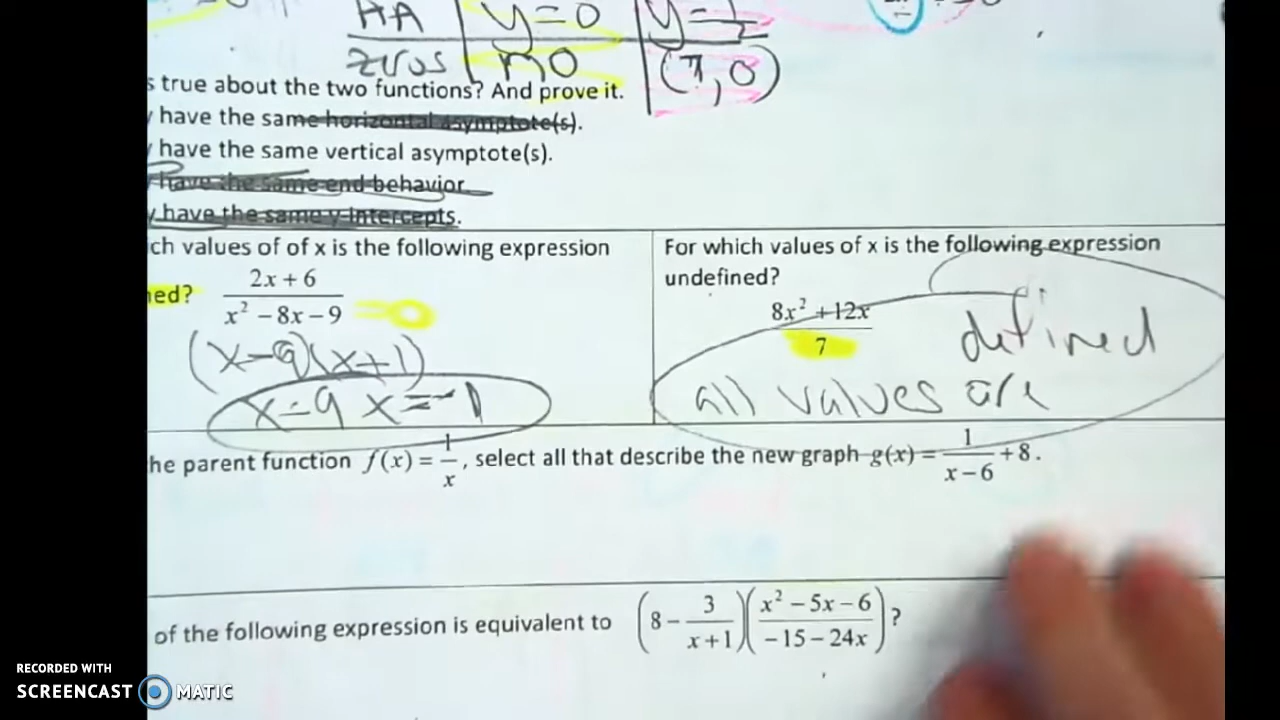 HA y=0 y=1/2
zeros no (7,0)
s true about the two functions? And prove it.
have the same horizontal asymptote(s).
have the same vertical asymptote(s).
have the same end behavior
y have the same y-intercepts.
ch values of of x is the following expression
ned? 2x+6 / x² −8x−9 =0
(x-9)(x+1)
x=9 x=-1
For which values of x is the following expression
undefined?
8x² +12x / 7 defined
all values are
he parent function f(x)= 1/x, select all that describe the new graph g(x)= 1/(x−6) +8.
of the following expression is equivalent to (8− 3/(x+1))( (x² −5x−6)/(−15−24x) )?
RECORDED WITH
SCREENCAST MATIC